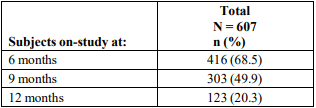 Total
N = 607
Subjects on-study at: n (%)
6 months 416 (68.5)
9 months 303 (49.9)
12 months 123 (20.3)